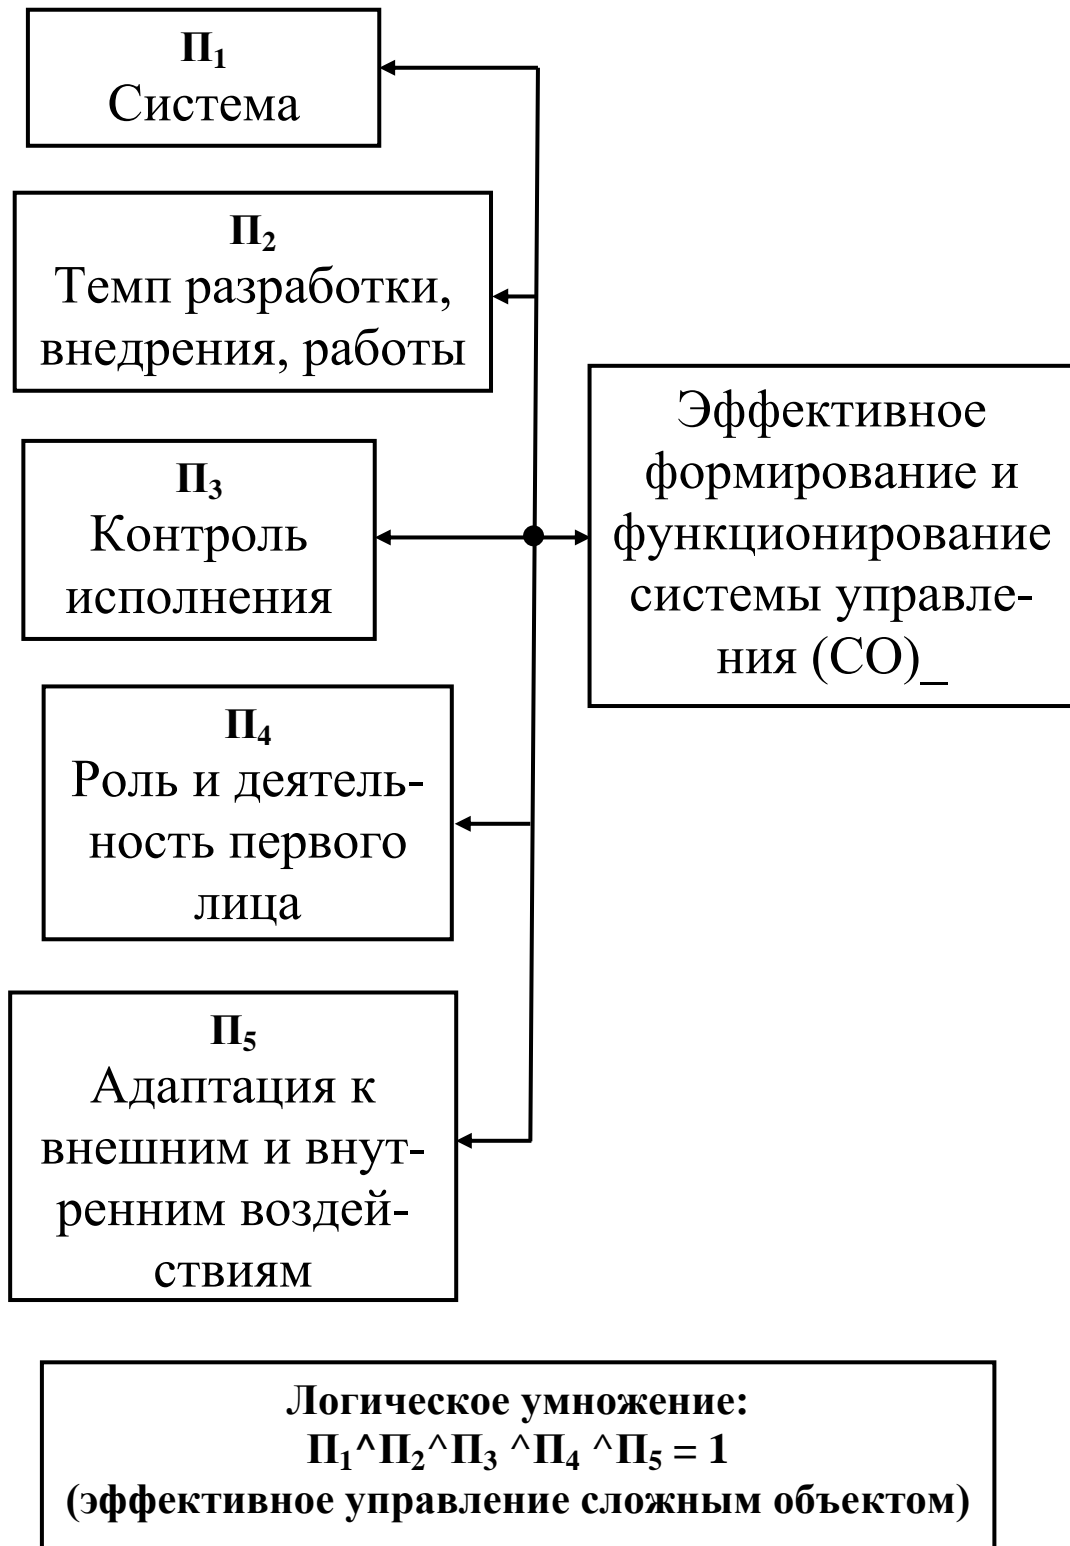 П₁
Система
П₂
Темп разработки,
внедрения, работы
П₃
Контроль
исполнения
П₄
Роль и деятель-
ность первого
лица
П₅
Адаптация к
внешним и внут-
ренним воздей-
ствиям
Эффективное
формирование и
функционирование
системы управле-
ния (СО)_
Логическое умножение:
П₁^П₂^П₃ ^П₄ ^П₅ = 1
(эффективное управление сложным объектом)